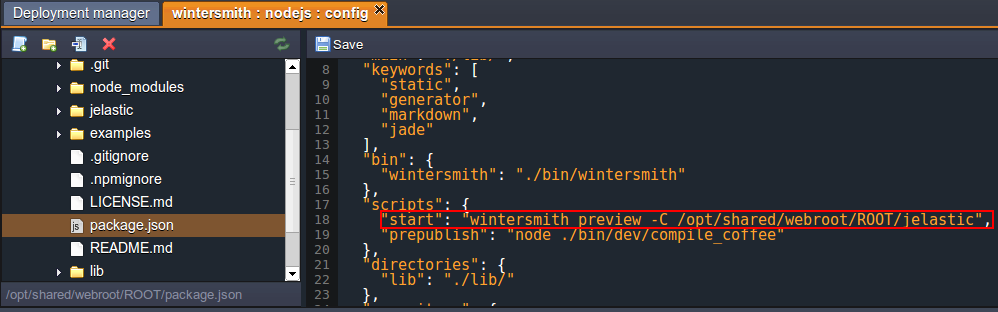 Deployment manager
wintersmith : nodejs : config
Save
.git
node_modules
jelastic
examples
.gitignore
.npmignore
LICENSE.md
package.json
README.md
lib
/opt/shared/webroot/ROOT/package.json
8 "keywords": [
9 "static",
10 "generator",
11 "markdown",
12 "jade"
13 ],
14 "bin": {
15 "wintersmith": "./bin/wintersmith"
16 },
17 "scripts": {
18 "start": "wintersmith preview -C /opt/shared/webroot/ROOT/jelastic",
19 "prepublish": "node ./bin/dev/compile_coffee"
20 },
21 "directories": {
22 "lib": "./lib/"
23 },